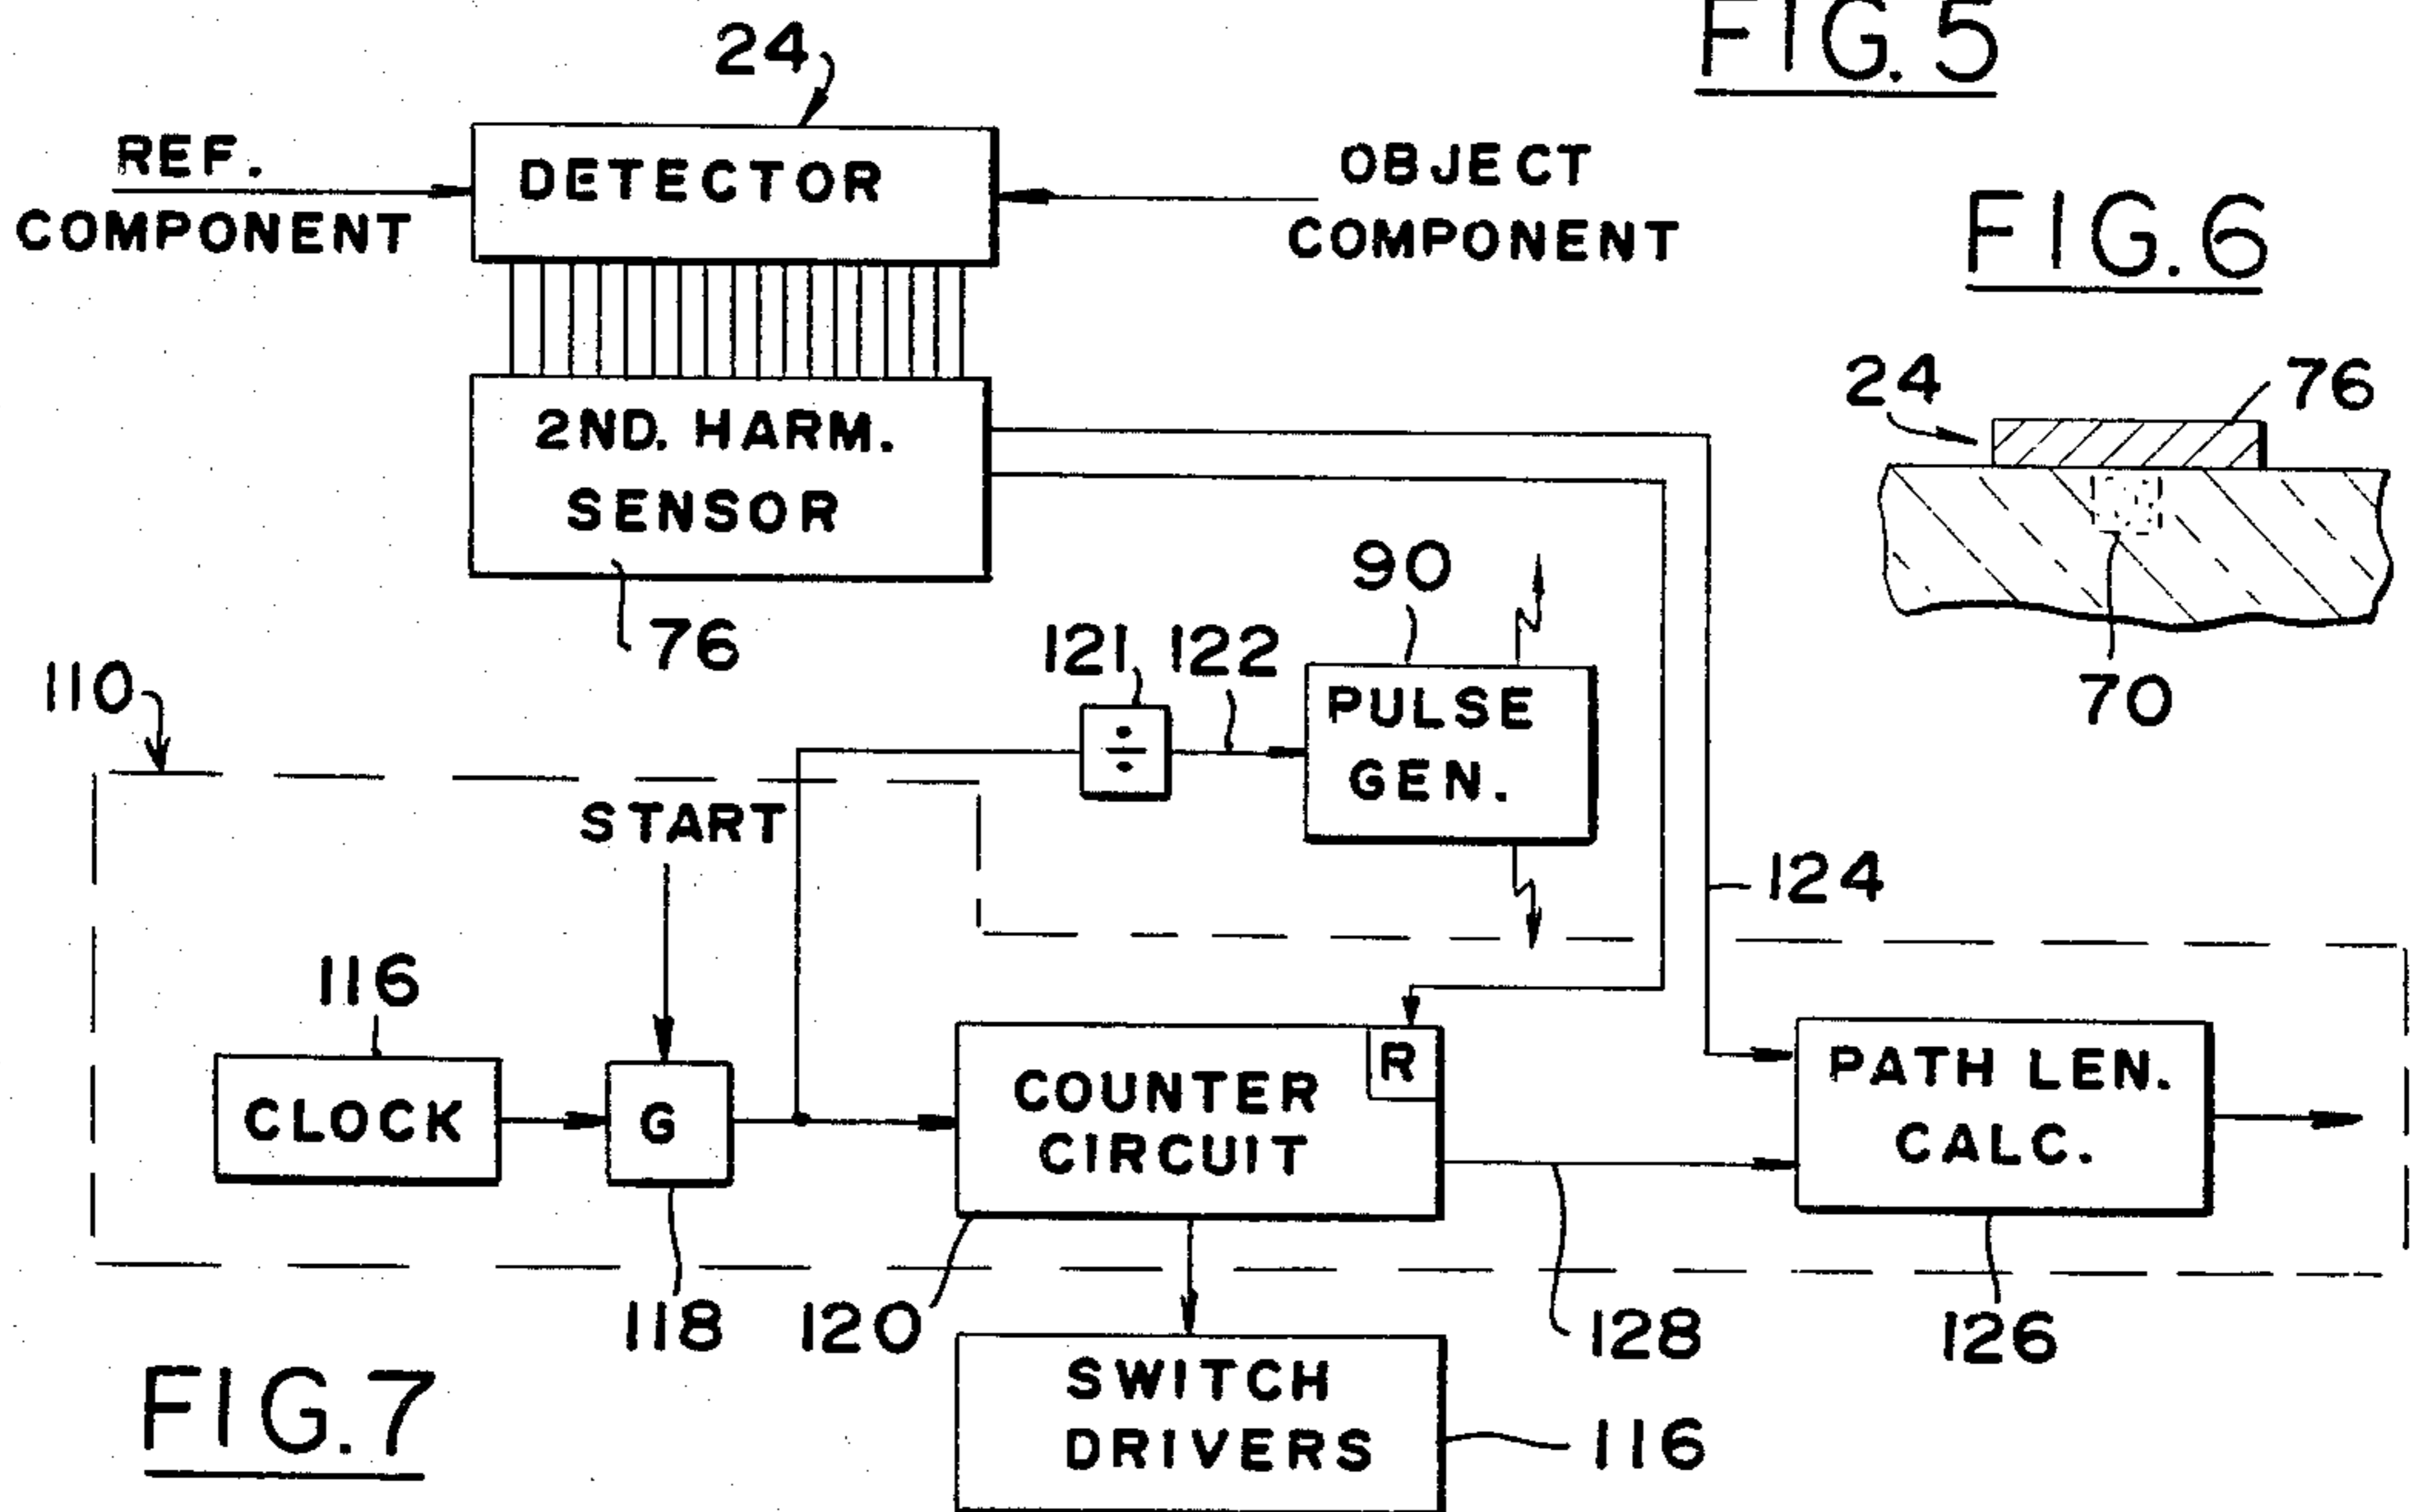 FIG. 5
24
REF.
COMPONENT
DETECTOR
OBJECT
COMPONENT
FIG. 6
2ND. HARM.
SENSOR
76
24
76
70
90
121
122
PULSE
GEN.
110
START
124
116
CLOCK
G
118
COUNTER
CIRCUIT
R
120
PATH LEN.
CALC.
128
126
SWITCH
DRIVERS
116
FIG. 7
÷